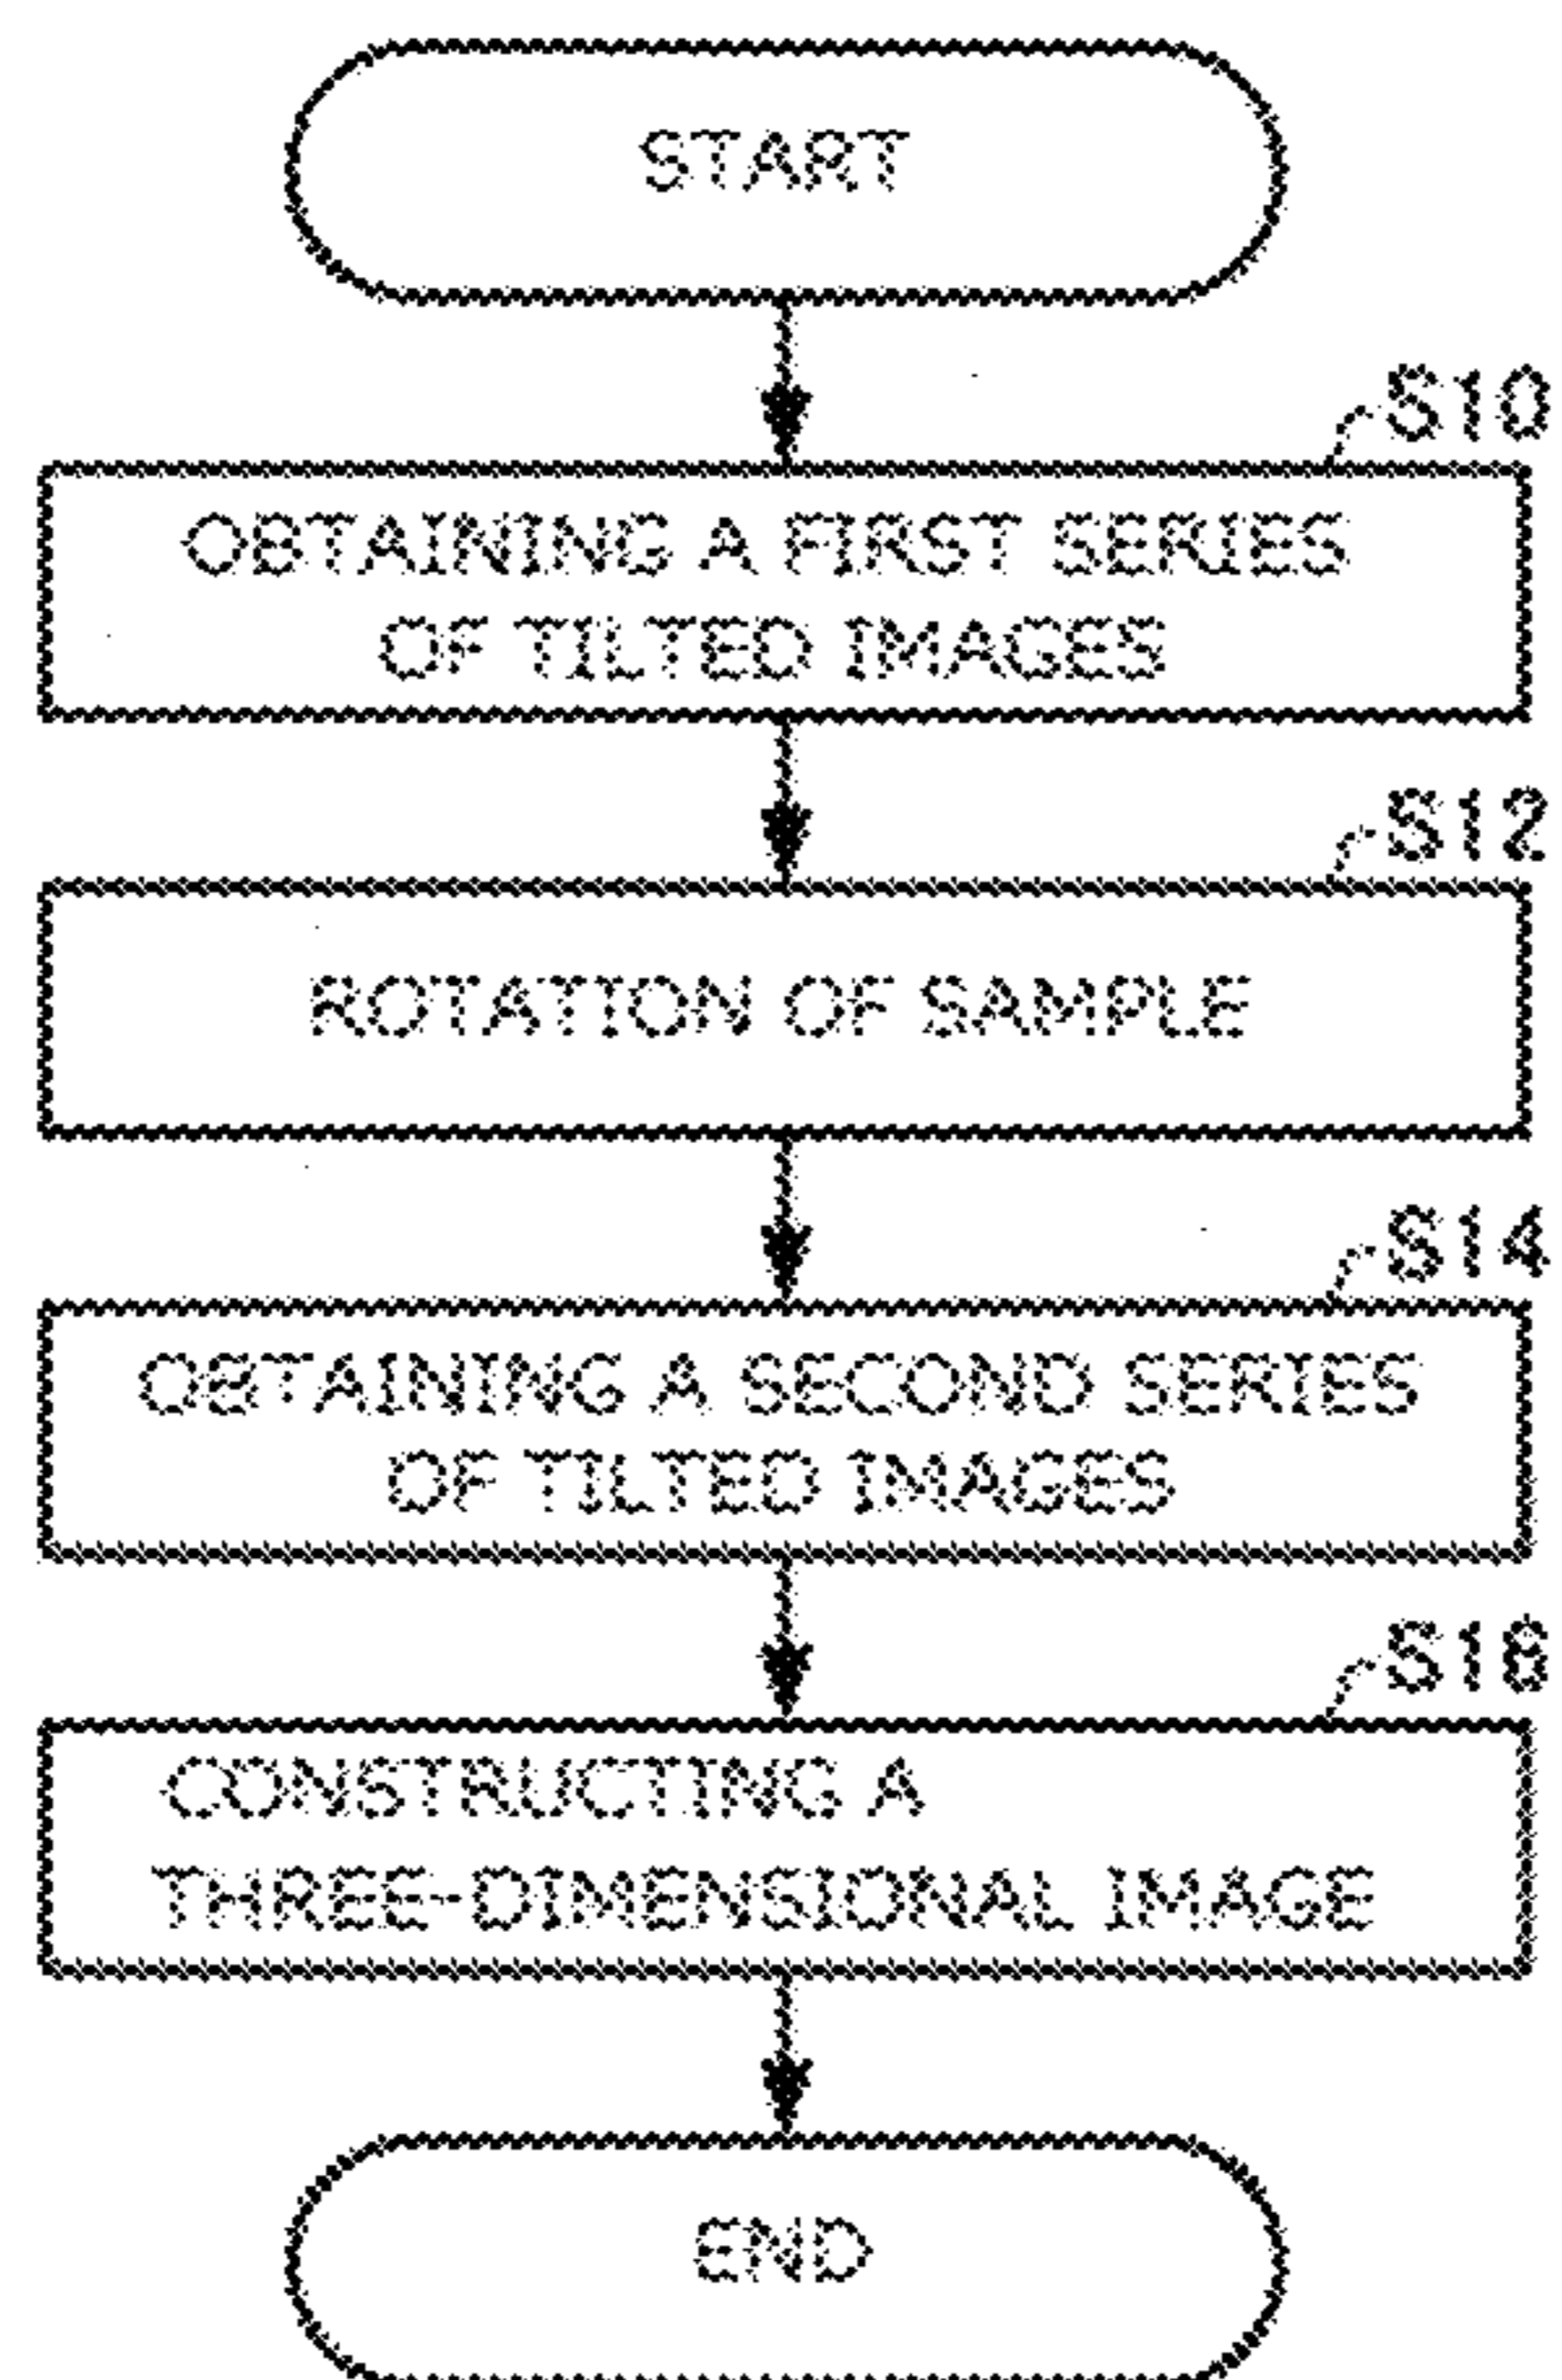 START
S10
OBTAINING A FIRST SERIES
OF TILTED IMAGES
S12
ROTATION OF SAMPLE
S14
OBTAINING A SECOND SERIES
OF TILTED IMAGES
S16
CONSTRUCTING A
THREE-DIMENSIONAL IMAGE
END